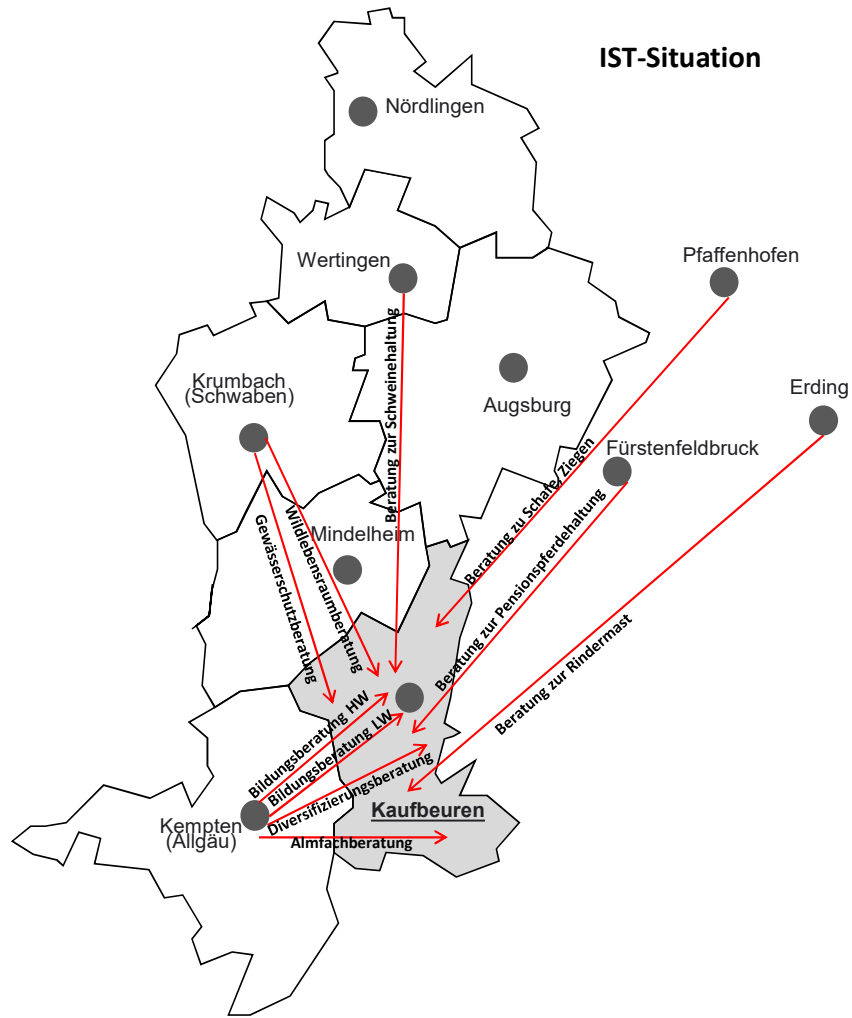 IST-Situation
Nördlingen
Wertingen
Pfaffenhofen
Krumbach
(Schwaben)
Augsburg
Erding
Fürstenfeldbruck
Mindelheim
Beratung zur Schweinehaltung
Beratung zu Schafe, Ziegen
Beratung zur Pensionspferdehaltung
Beratung zur Rindermast
Wildlebensraumberatung
Gewässerschutzberatung
Bildungsberatung HW
Bildungsberatung LW
Diversifizierungsberatung
Kaufbeuren
Kempten
(Allgäu)
Almfachberatung